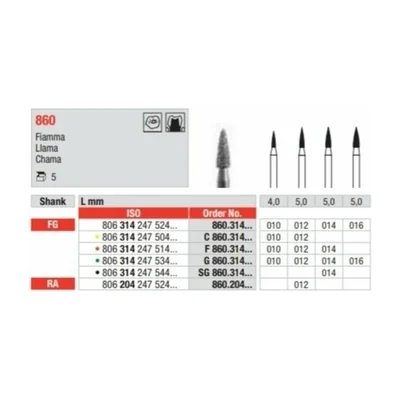 860
Fiamma
Llama
Chama
5
Shank L mm 4,0 5,0 5,0 5,0
ISO Order No.
FG 806 314 247 524... 860.314... 010 012 014 016
806 314 247 504... C 860.314... 010 012
806 314 247 514... F 860.314... 010 012 014 016
806 314 247 534... G 860.314... 010 012 014 016
806 314 247 544... SG 860.314... 014
RA 806 204 247 524... 860.204... 012